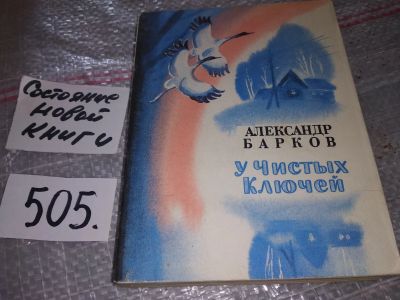 Состояние
новой
книги
505.
АЛЕКСАНДР
БАРКОВ
У Чистых
Ключей